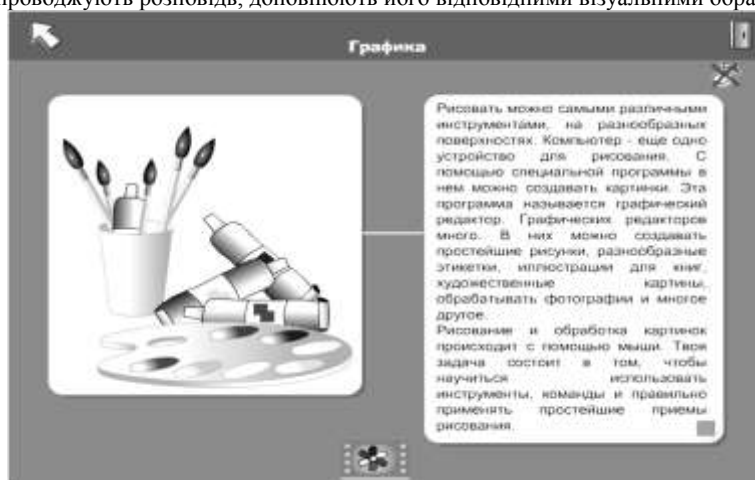 проводжують розповідь, доповнюють його відповідними візуальними обра
Графика
Рисовать можно самыми различными
инструментами, на разнообразных
поверхностях. Компьютер - еще одно
устройство для рисования. С
помощью специальной программы в
нем можно создавать картинки. Эта
программа называется графический
редактор. Графических редакторов
много. В них можно создавать
простейшие рисунки, разнообразные
этикетки, иллюстрации для книг,
художественные картины,
обрабатывать фотографии и многое
другое.
Рисование и обработка картинок
происходит с помощью мыши. Твоя
задача состоит в том, чтобы
научиться использовать
инструменты, команды и правильно
применять простейшие приемы
рисования.